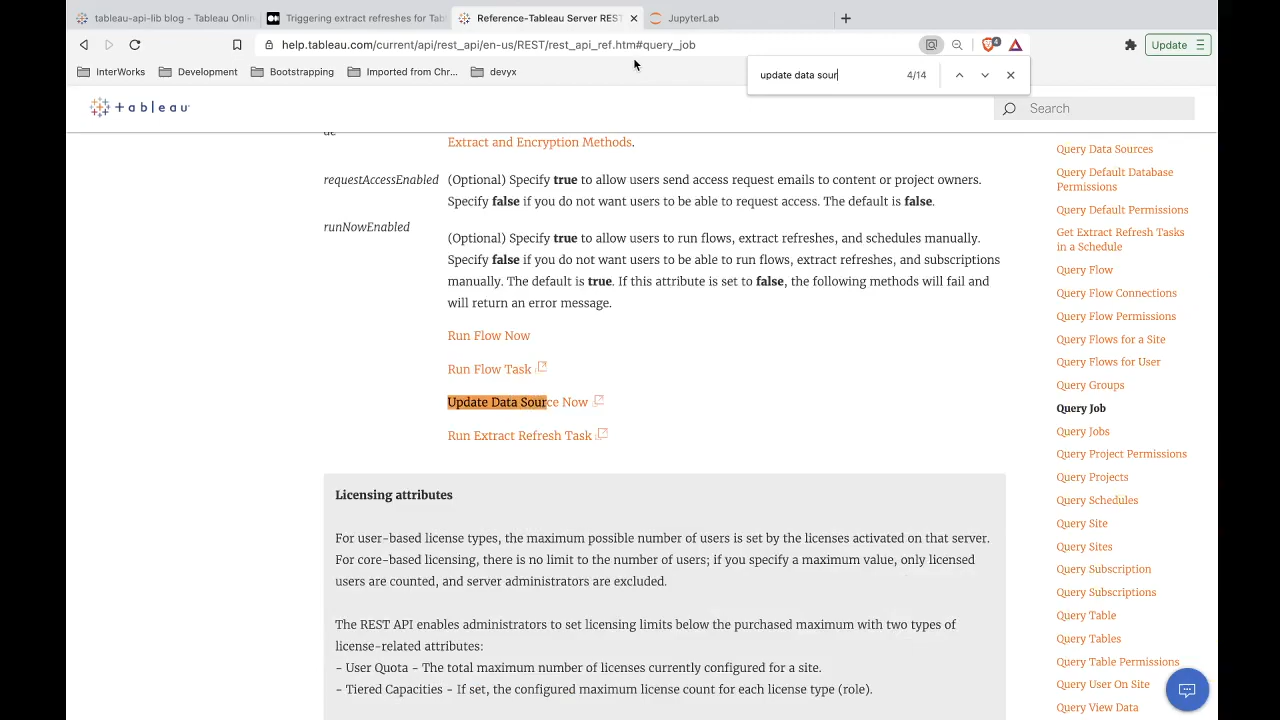 tableau-api-lib blog - Tableau Onlin
Triggering extract refreshes for Tab
Reference-Tableau Server REST
JupyterLab
help.tableau.com/current/api/rest_api/en-us/REST/rest_api_ref.htm#query_job
4
Update
InterWorks
Development
Bootstrapping
Imported from Chr...
devyx
update data sour
4/14
+ a b l e a u
Search
de
Extract and Encryption Methods.
requestAccessEnabled
(Optional) Specify true to allow users send access request emails to content or project owners.
Specify false if you do not want users to be able to request access. The default is false.
runNowEnabled
(Optional) Specify true to allow users to run flows, extract refreshes, and schedules manually.
Specify false if you do not want users to be able to run flows, extract refreshes, and subscriptions
manually. The default is true. If this attribute is set to false, the following methods will fail and
will return an error message.
Run Flow Now
Run Flow Task
Update Data Source Now
Run Extract Refresh Task
Licensing attributes
For user-based license types, the maximum possible number of users is set by the licenses activated on that server.
For core-based licensing, there is no limit to the number of users; if you specify a maximum value, only licensed
users are counted, and server administrators are excluded.
The REST API enables administrators to set licensing limits below the purchased maximum with two types of
license-related attributes:
- User Quota - The total maximum number of licenses currently configured for a site.
- Tiered Capacities - If set, the configured maximum license count for each license type (role).
Query Data Sources
Query Default Database
Permissions
Query Default Permissions
Get Extract Refresh Tasks
in a Schedule
Query Flow
Query Flow Connections
Query Flow Permissions
Query Flows for a Site
Query Flows for User
Query Groups
Query Job
Query Jobs
Query Project Permissions
Query Projects
Query Schedules
Query Site
Query Sites
Query Subscription
Query Subscriptions
Query Table
Query Tables
Query Table Permissions
Query User On Site
Query View Data